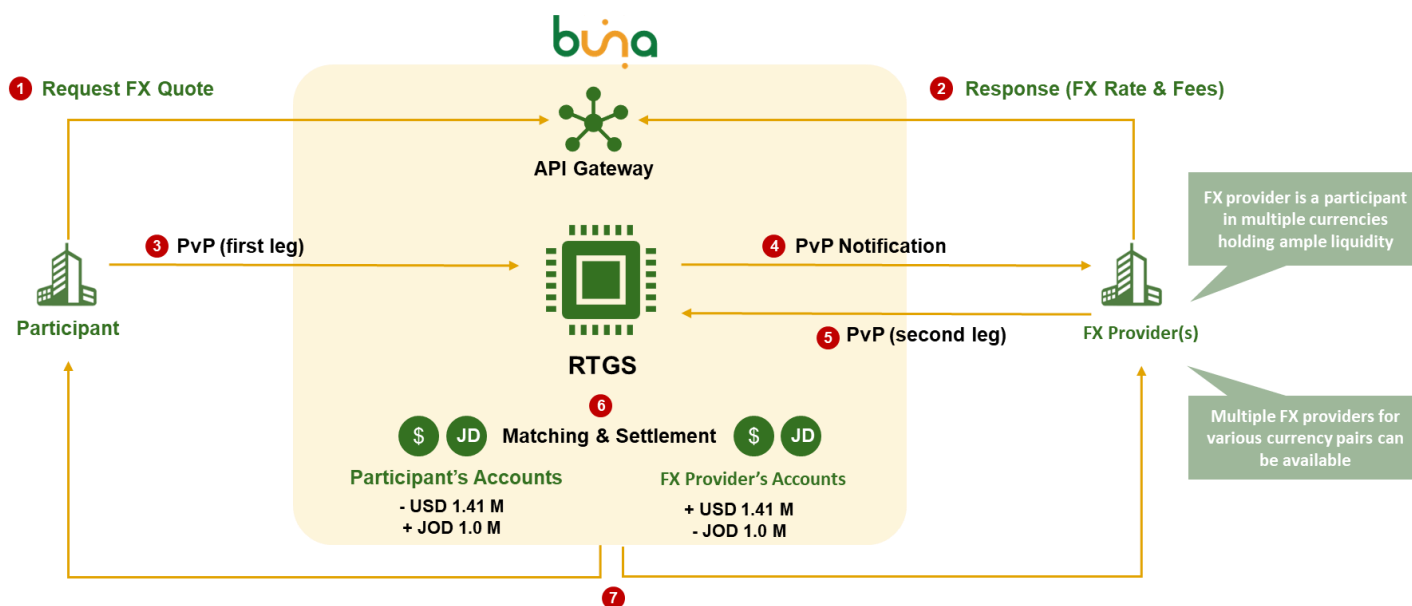 buna
1 Request FX Quote
2 Response (FX Rate & Fees)
API Gateway
FX provider is a participant
in multiple currencies
holding ample liquidity
3 PvP (first leg)
4 PvP Notification
Participant
5 PvP (second leg)
FX Provider(s)
RTGS
6
$ JD Matching & Settlement $ JD
Participant's Accounts
FX Provider's Accounts
- USD 1.41 M
+ JOD 1.0 M
+ USD 1.41 M
- JOD 1.0 M
Multiple FX providers for
various currency pairs can
be available
7